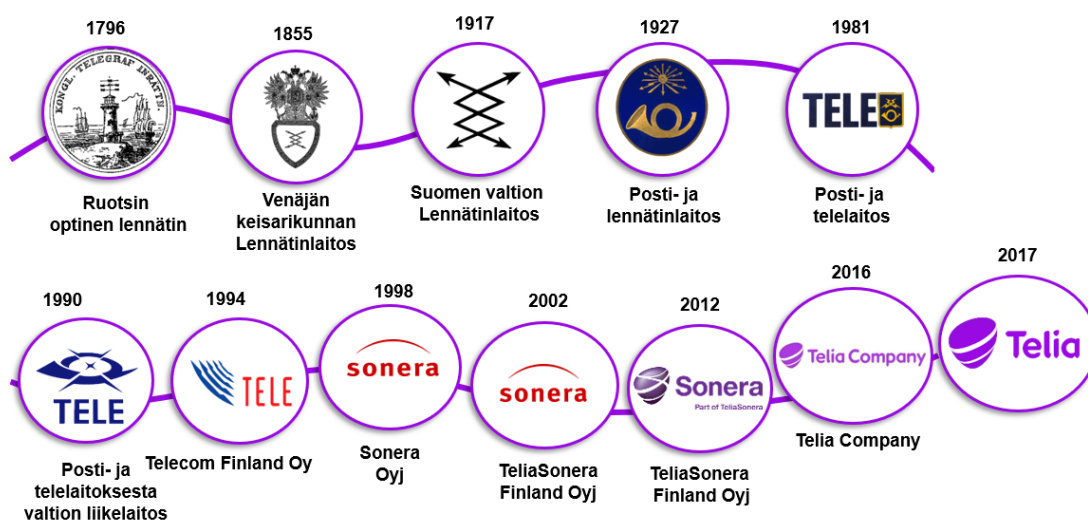 1796
1855
1917
1927
1981
KONGL. TELEGRAF INRÄTTN.
TELE
Ruotsin
optinen lennätin
Venäjän
keisarikunnan
Lennätinlaitos
Suomen valtion
Lennätinlaitos
Posti- ja
lennätinlaitos
Posti- ja
telelaitos
1990
1994
1998
2002
2012
2016
2017
TELE
TELE
sonera
sonera
Sonera
Part of TeliaSonera
Telia Company
Telia
Posti- ja
telelaitoksesta
valtion liikelaitos
Telecom Finland Oy
Sonera
Oyj
TeliaSonera
Finland Oyj
TeliaSonera
Finland Oyj
Telia Company